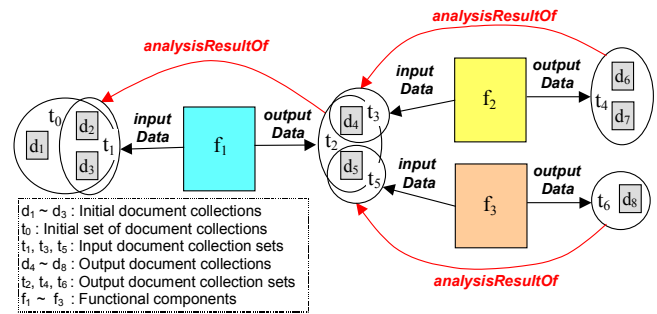 analysisResultOf
analysisResultOf
input Data
output Data
f2
d6
t4
d7
t0
d1
d2
t1
d3
input Data
f1
output Data
d4
t3
t2
d5
t5
input Data
f3
output Data
t6
d8
analysisResultOf
d1 ~ d3 : Initial document collections
t0 : Initial set of document collections
t1, t3, t5 : Input document collection sets
d4 ~ d8 : Output document collections
t2, t4, t6 : Output document collection sets
f1 ~ f3 : Functional components